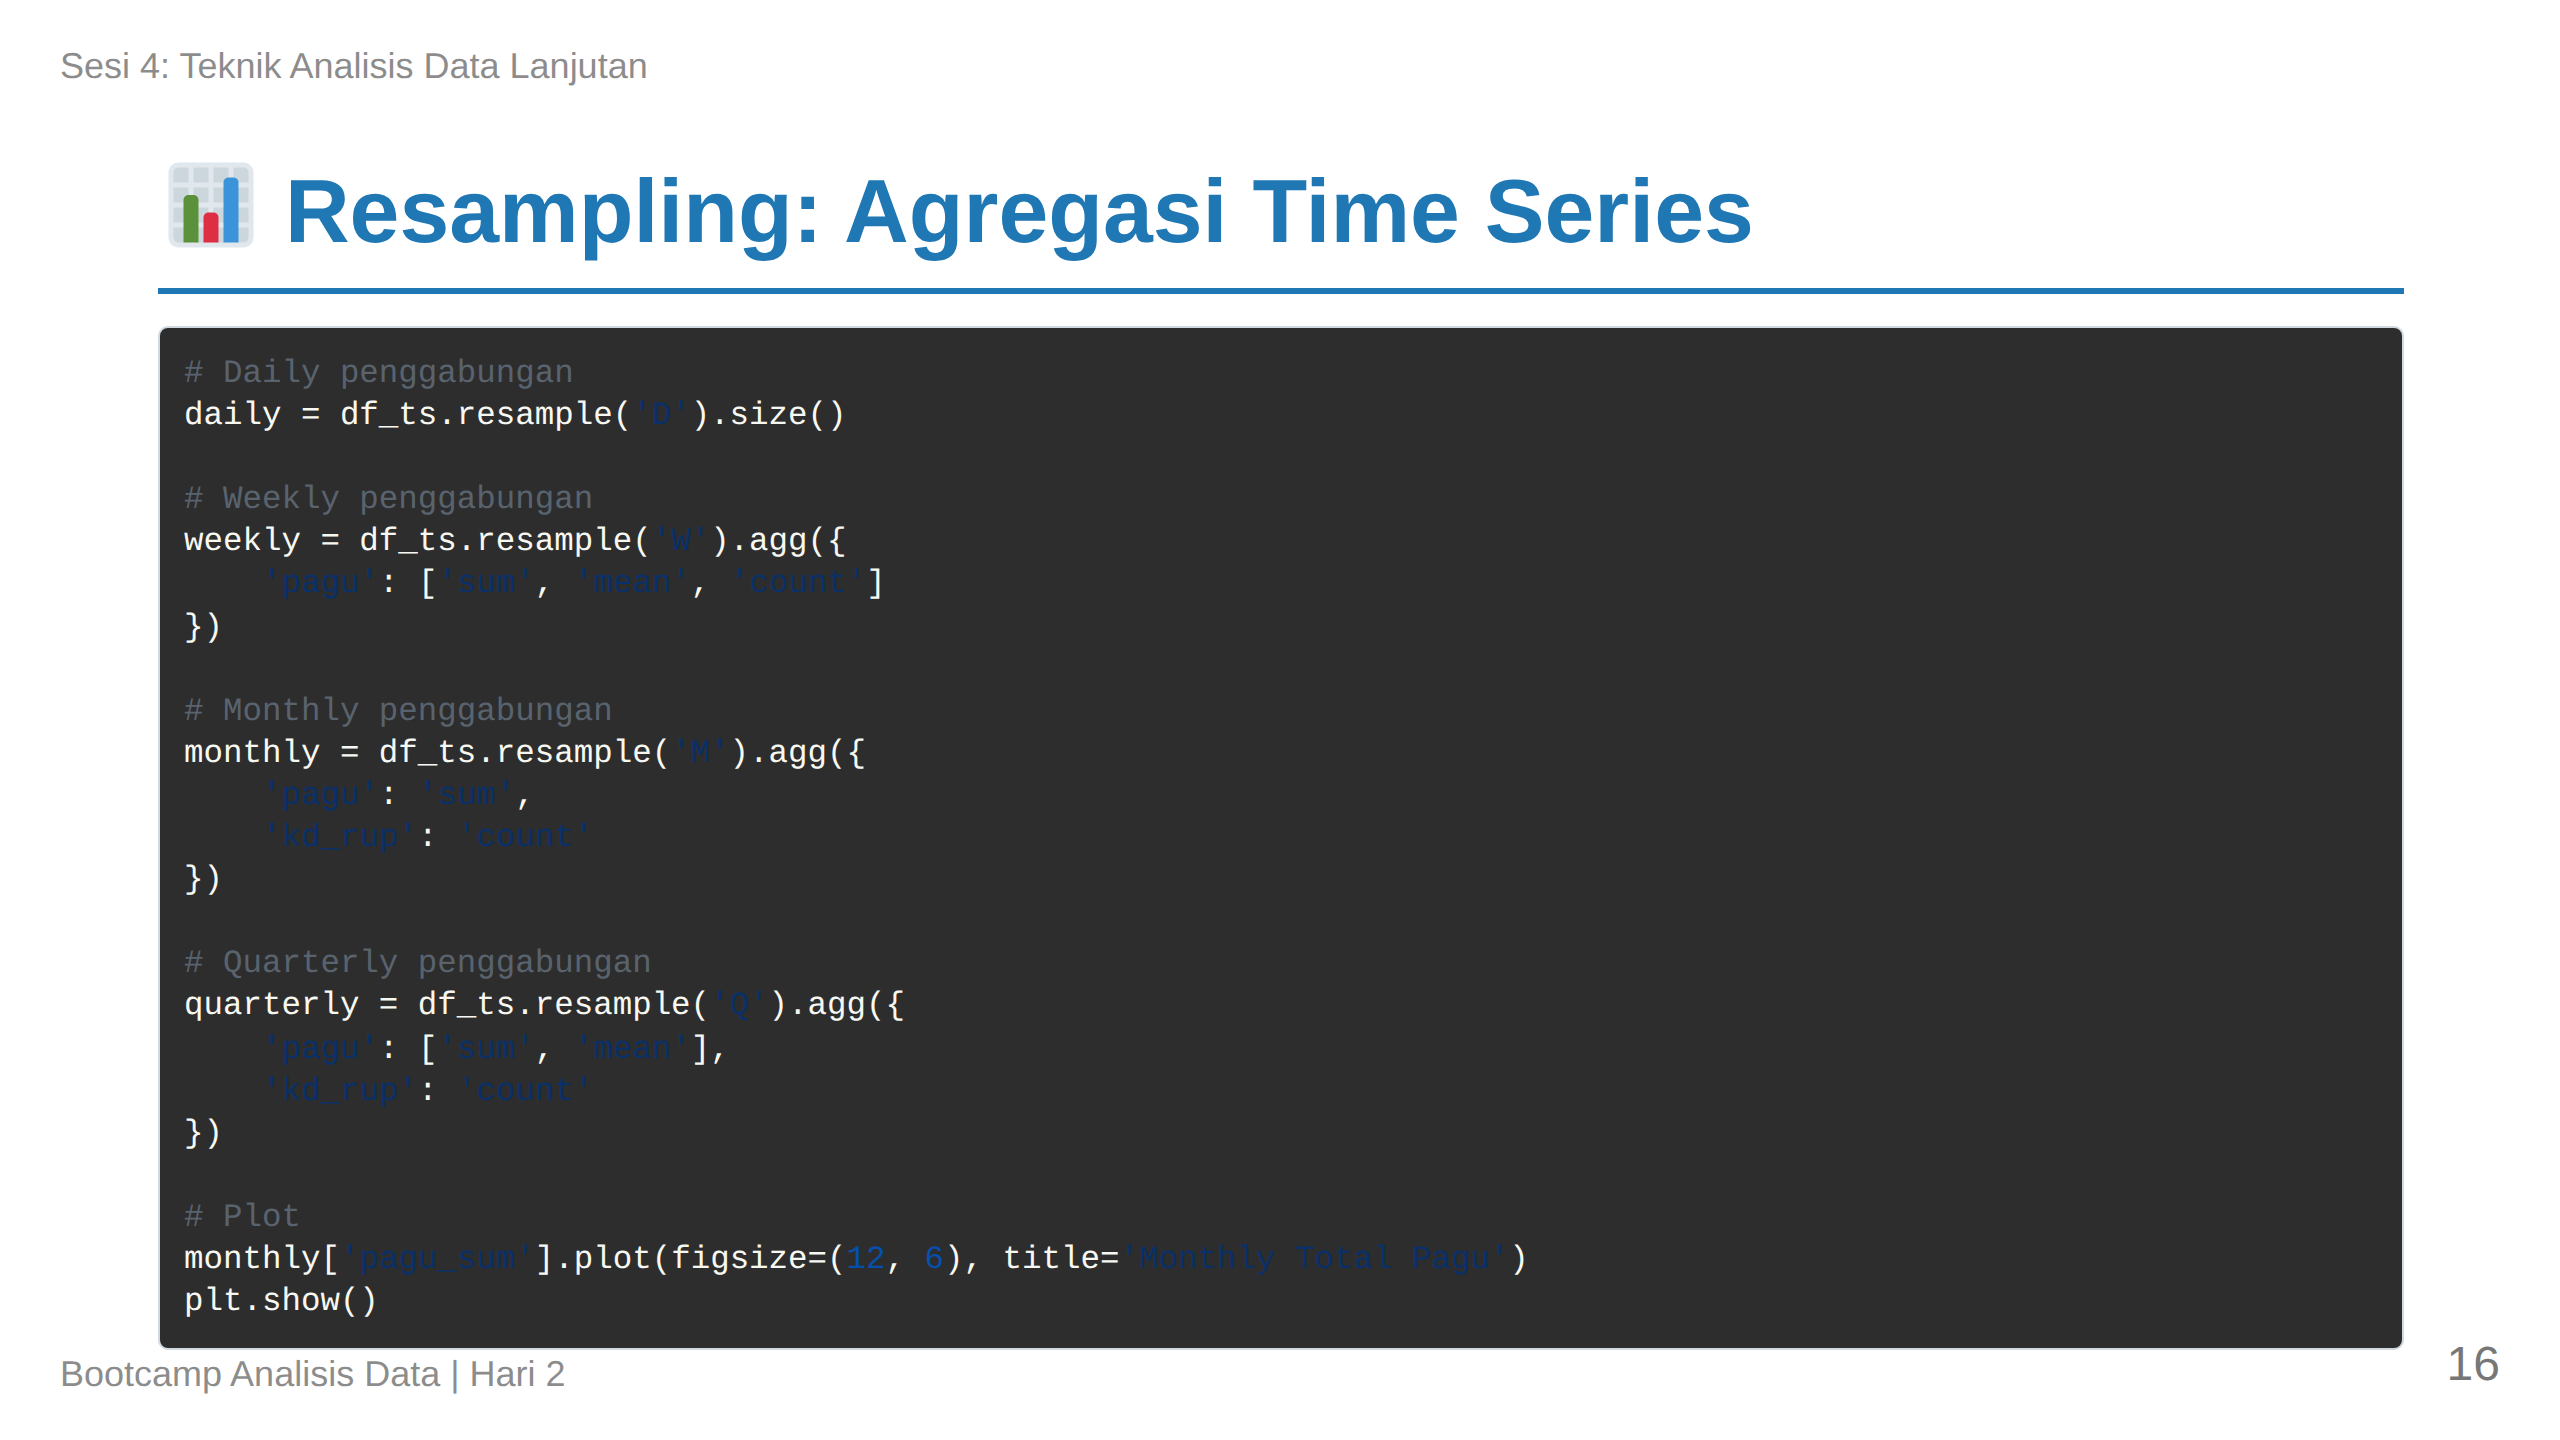 Sesi 4: Teknik Analisis Data Lanjutan
Resampling: Agregasi Time Series
# Daily penggabungan
daily = df_ts.resample('D').size()
# Weekly penggabungan
weekly = df_ts.resample('W').agg({
    'pagu': ['sum', 'mean', 'count']
})
# Monthly penggabungan
monthly = df_ts.resample('M').agg({
    'pagu': 'sum',
    'kd_rup': 'count'
})
# Quarterly penggabungan
quarterly = df_ts.resample('Q').agg({
    'pagu': ['sum', 'mean'],
    'kd_rup': 'count'
})
# Plot
monthly['pagu_sum'].plot(figsize=(12, 6), title='Monthly Total Pagu')
plt.show()
Bootcamp Analisis Data | Hari 2
16